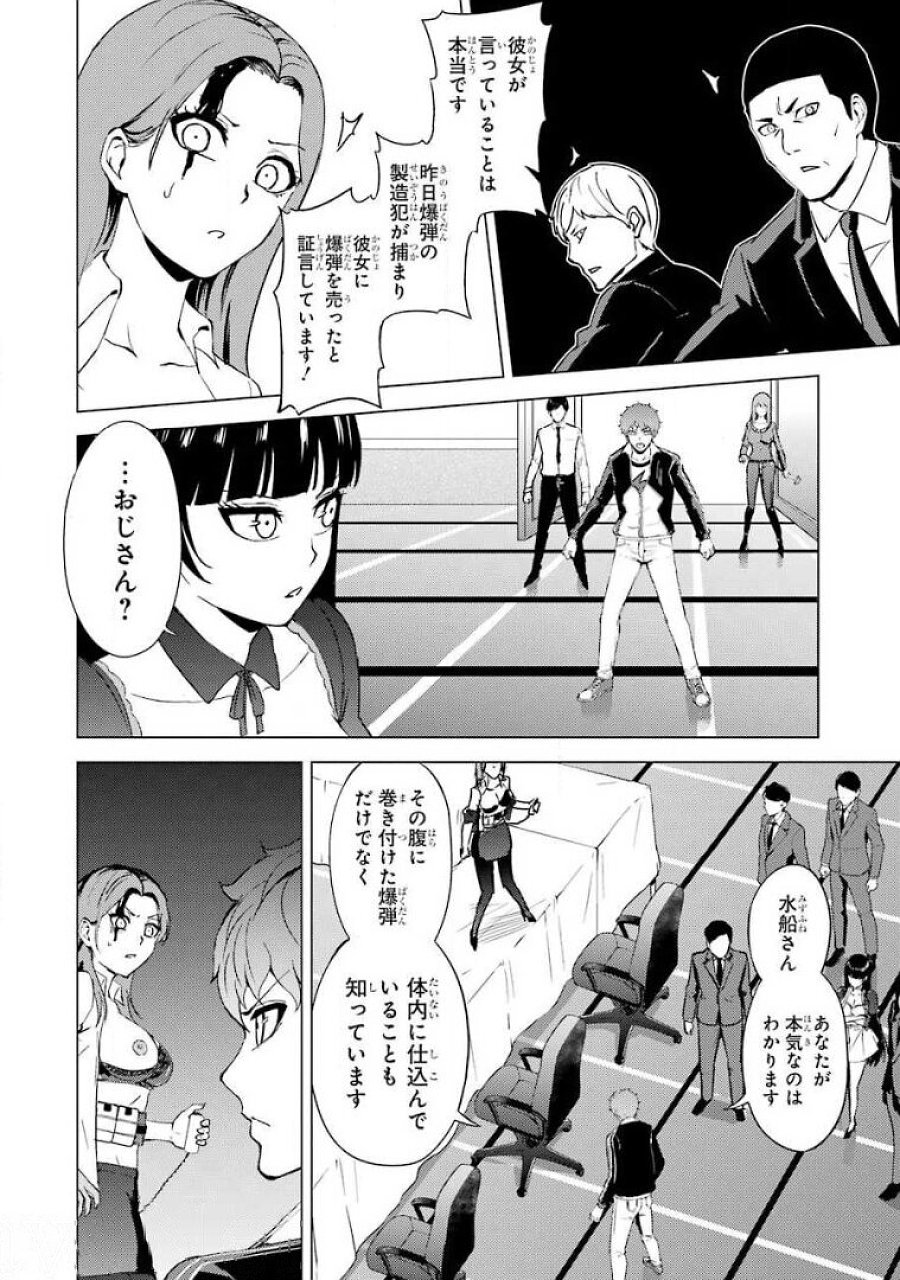 彼女が
言っていることは
本当です
昨日爆弾の
製造犯が捕まり
彼女に
爆弾を売ったと
証言しています!
…おじさん?
水船さん
あなたが
本気なのは
わかります
その腹に
巻き付けた爆弾
だけでなく
体内に仕込んで
いることも
知っています